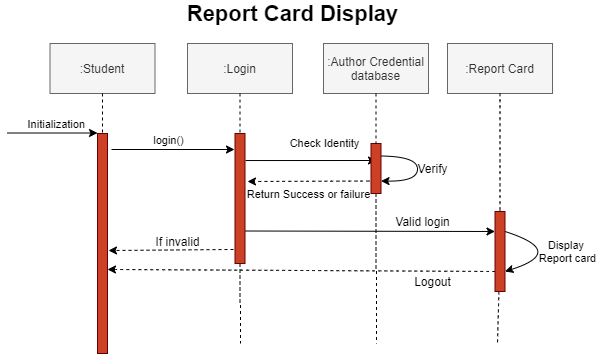 Report Card Display
:Student
:Login
:Author Credential
database
:Report Card
Initialization
login()
Check Identity
Verify
Return Success or failure
Valid login
If invalid
Display
Report card
Logout